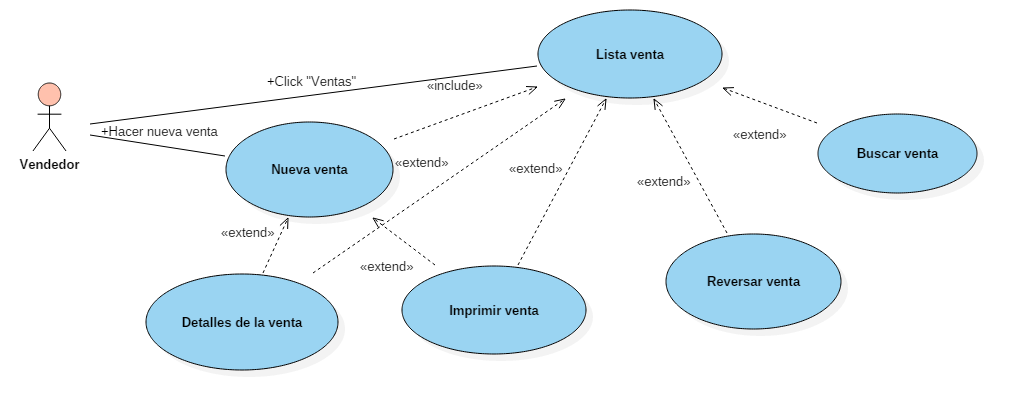 Lista venta
+Click "Ventas"
«include»
+Hacer nueva venta
«extend»
Buscar venta
Vendedor
Nueva venta
«extend»
«extend»
«extend»
«extend»
«extend»
Reversar venta
Imprimir venta
Detalles de la venta